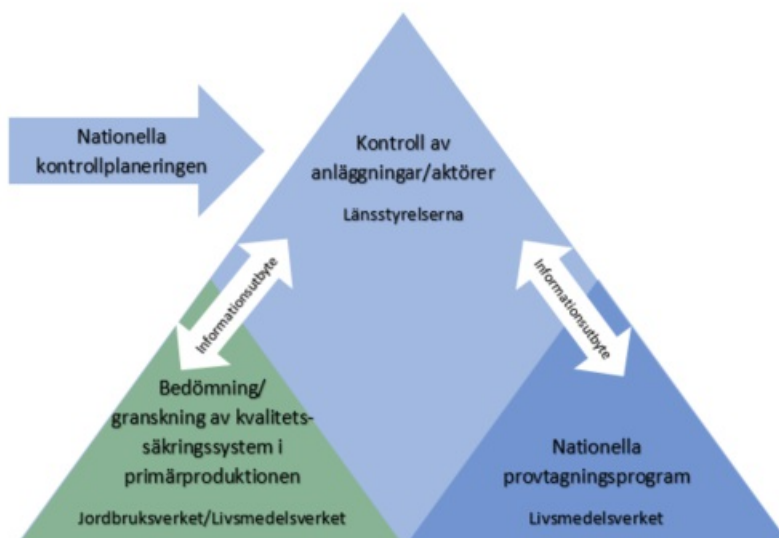 Nationella
kontrollplaneringen
Kontroll av
anläggningar/aktörer
Länsstyrelserna
Informationsutbyte
Informationsutbyte
Bedömning/
granskning av kvalitets-
säkringssystem i
primärproduktionen
Jordbruksverket/Livsmedelsverket
Nationella
provtagningsprogram
Livsmedelsverket